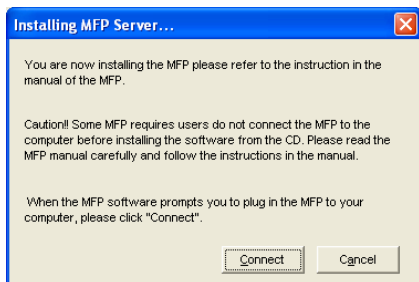 Installing MFP Server...
You are now installing the MFP please refer to the instruction in the
manual of the MFP.
Caution!! Some MFP requires users do not connect the MFP to the
computer before installing the software from the CD. Please read the
MFP manual carefully and follow the instructions in the manual.
When the MFP software prompts you to plug in the MFP to your
computer, please click "Connect".
Connect Cancel